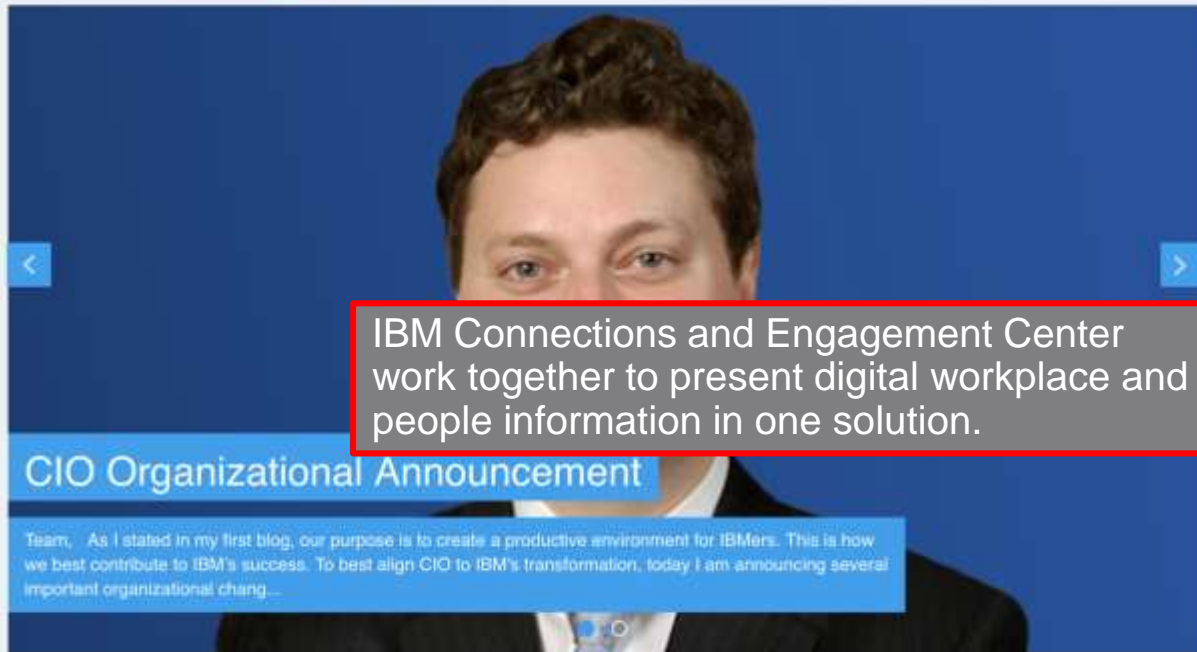 IBM Connections and Engagement Center
work together to present digital workplace and
people information in one solution.
CIO Organizational Announcement
Team, As I stated in my first blog, our purpose is to create a productive environment for IBMers. This is how
we best contribute to IBM's success. To best align CIO to IBM's transformation, today I am announcing several
important organizational chang...